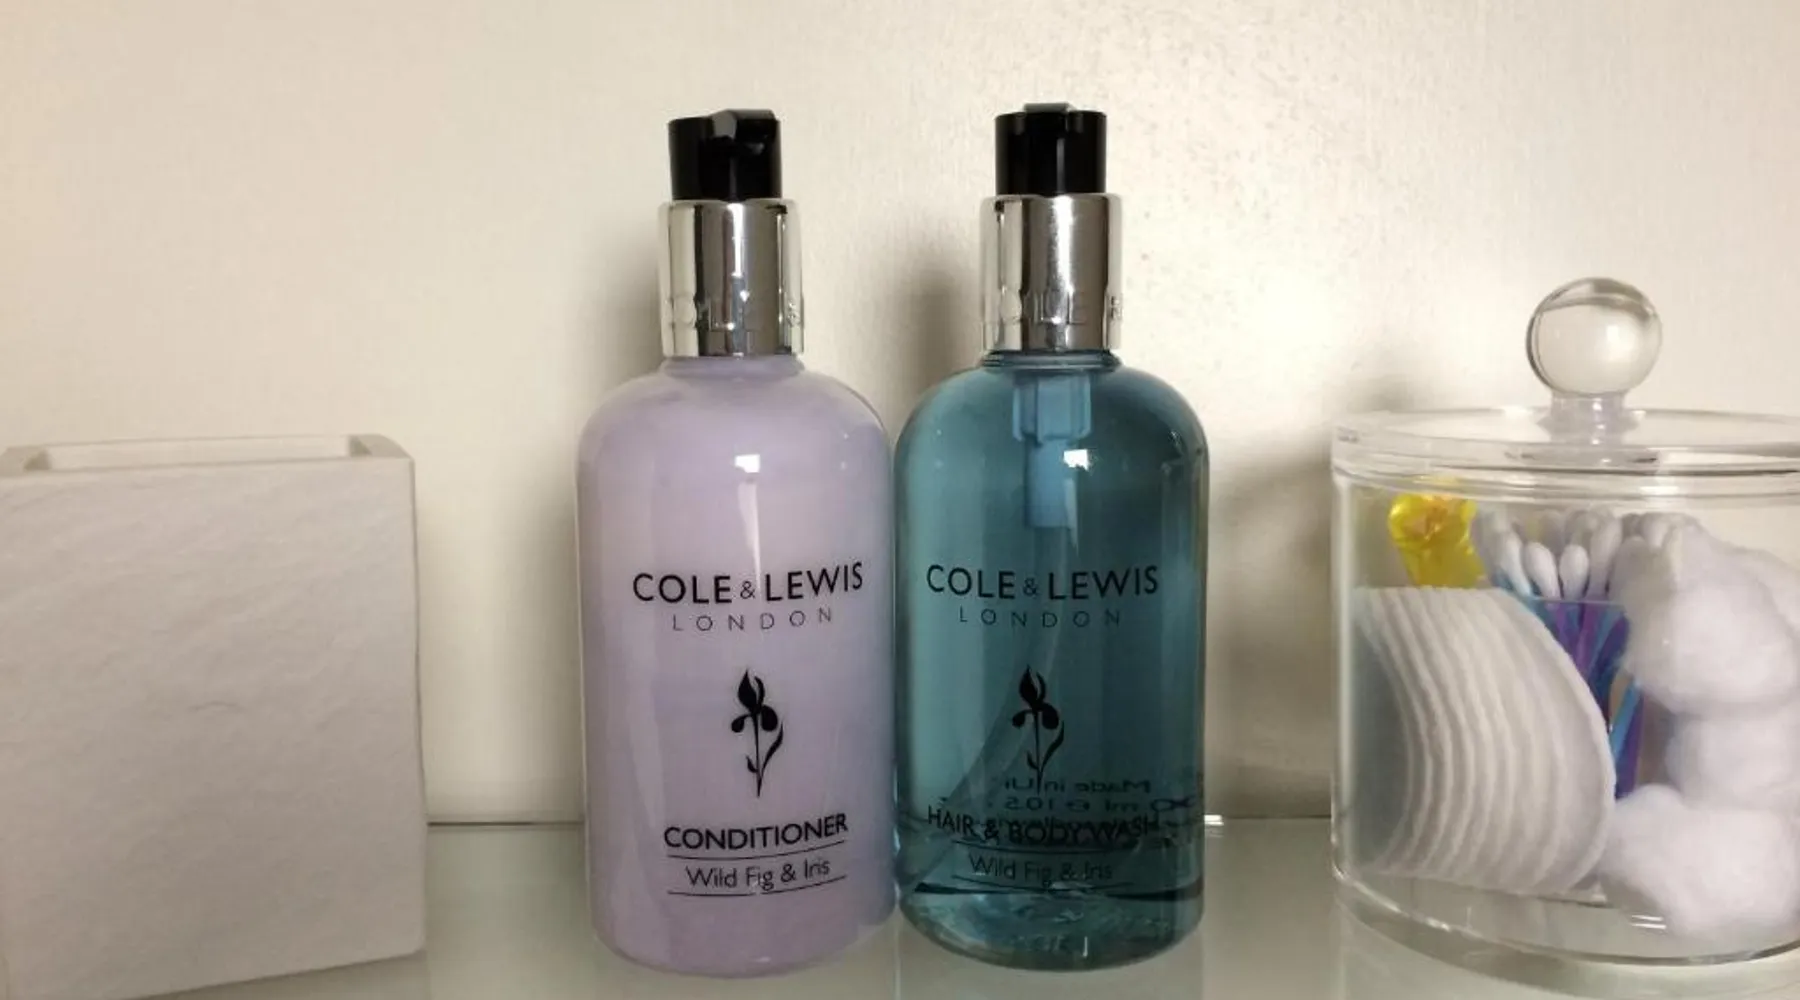 COLE & LEWIS
LONDON
CONDITIONER
Wild Fig & Iris
COLE & LEWIS
LONDON
HAIR & BODY WASH
Wild Fig & Iris